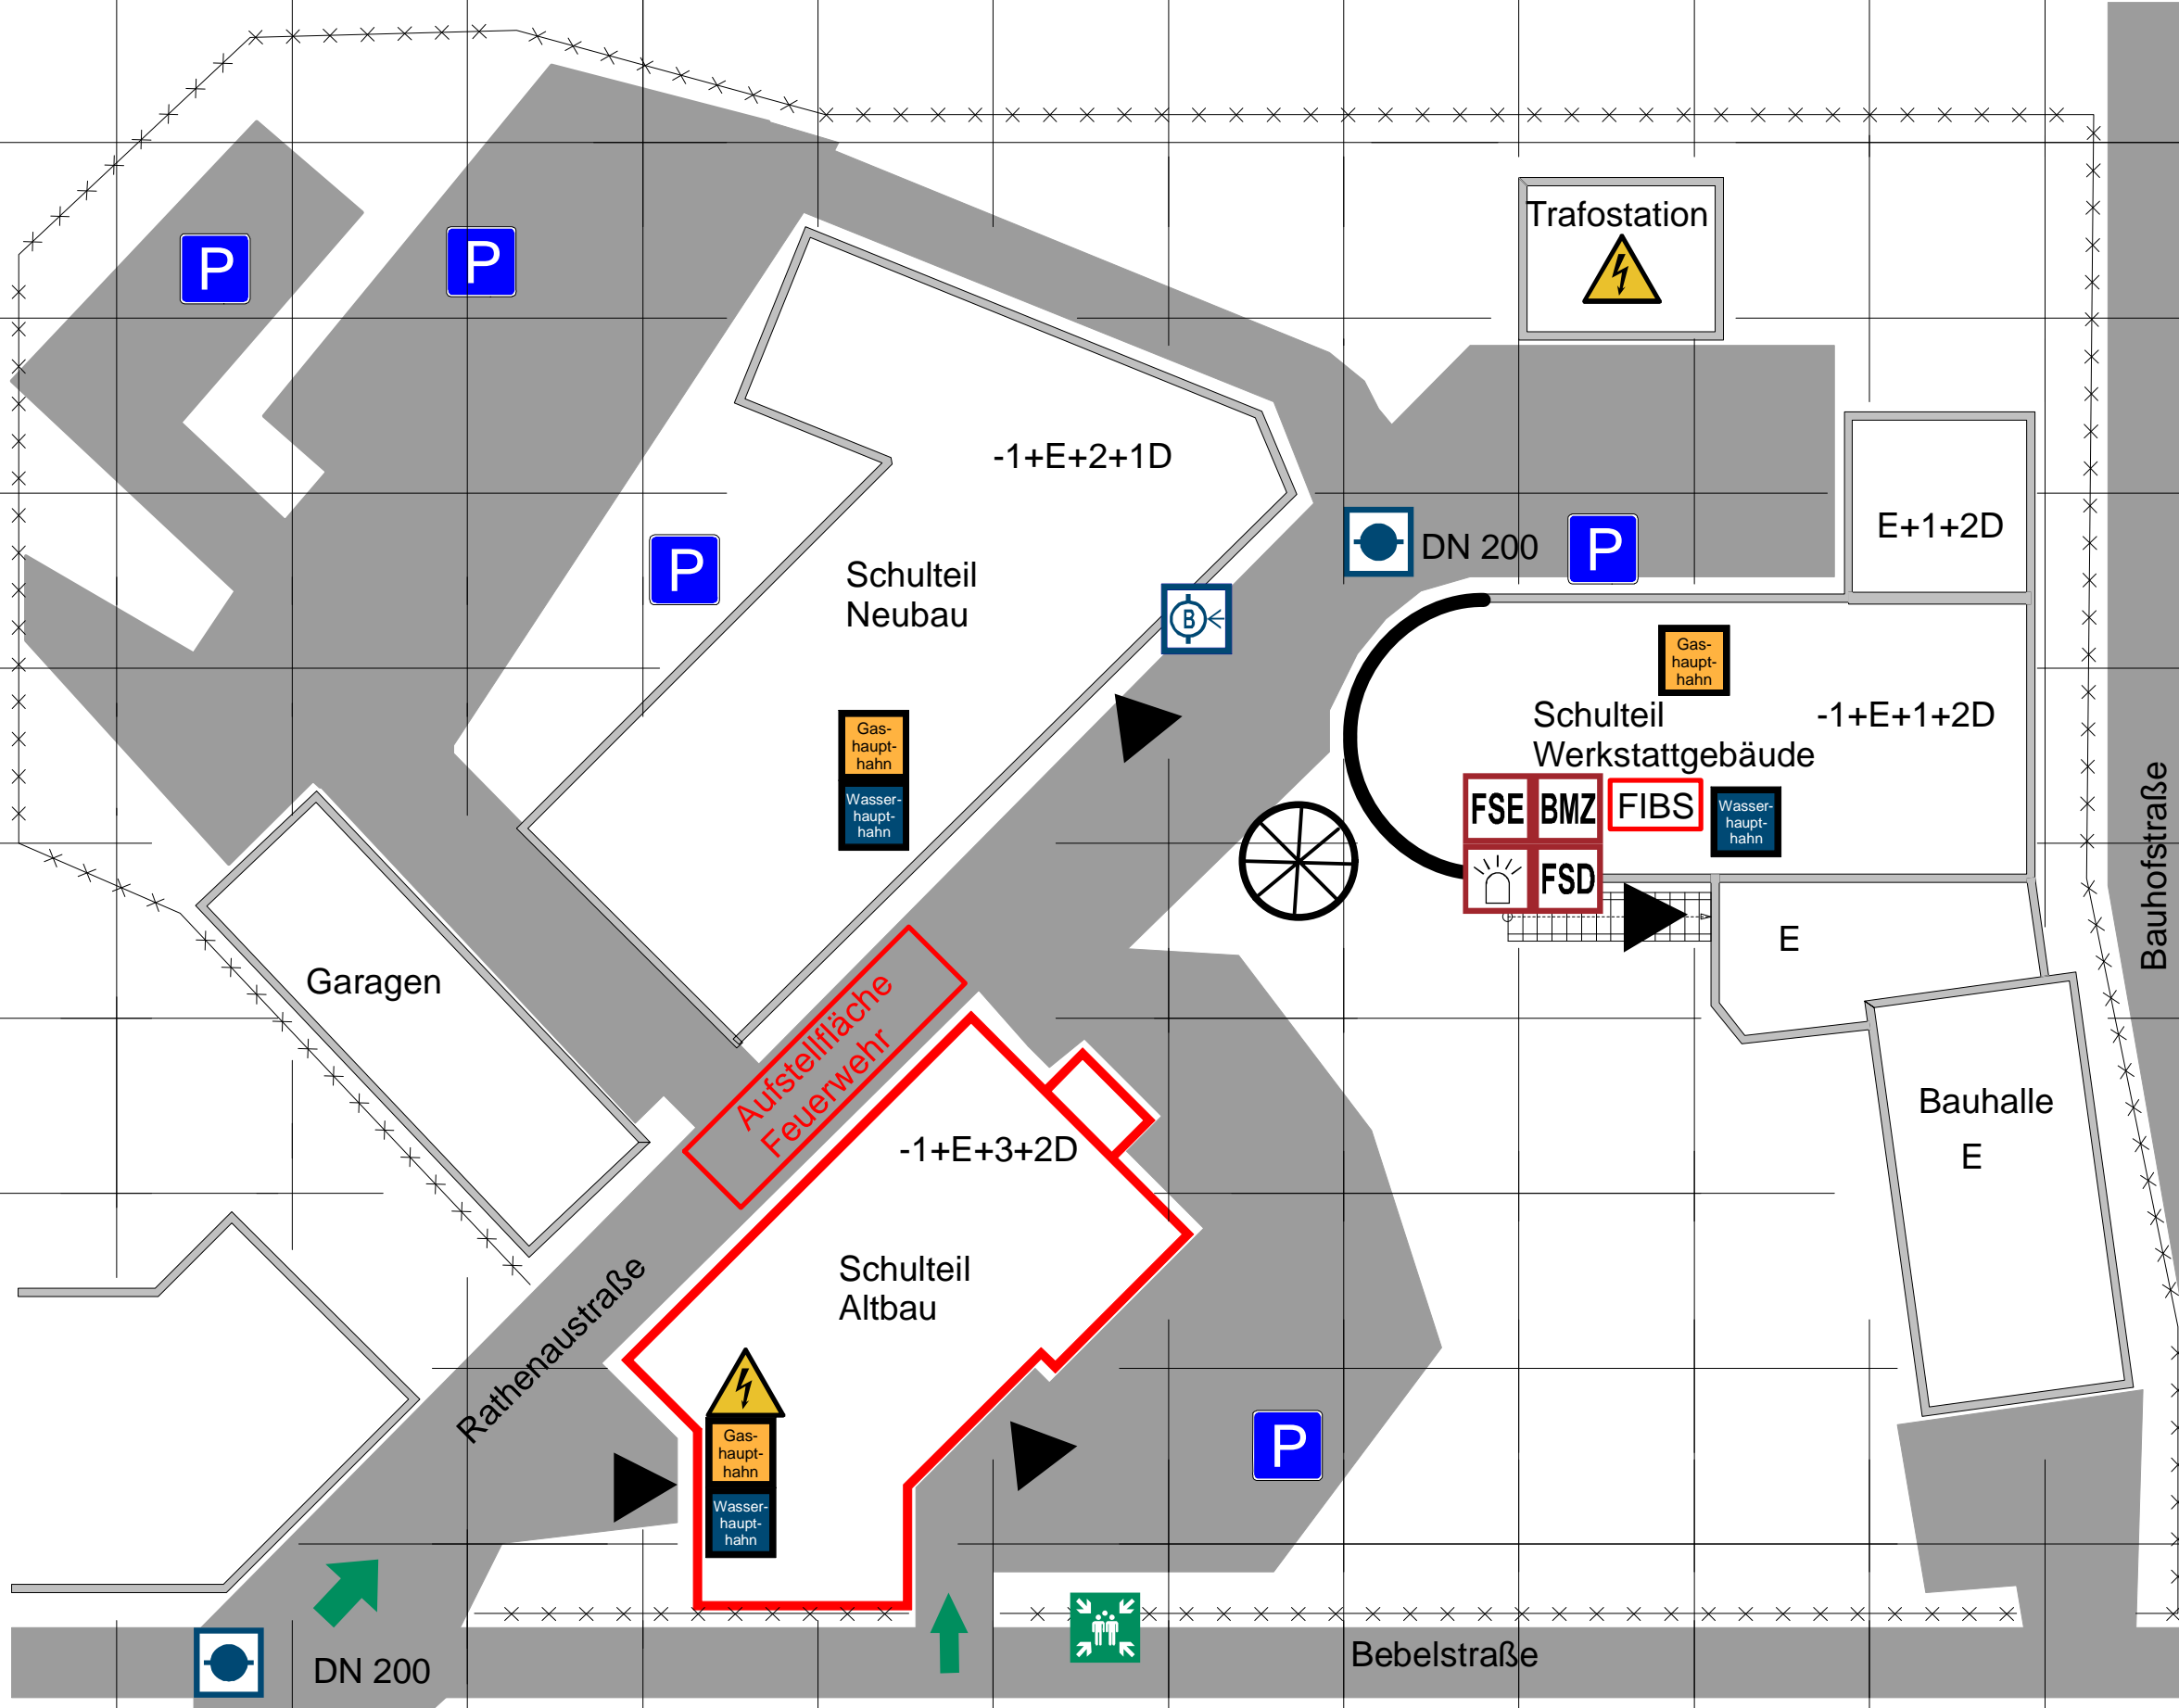 Trafostation
P
P
-1+E+2+1D
E+1+2D
DN 200
P
P
Schulteil
Neubau
B
Gas-
haupt-
hahn
Schulteil
Werkstattgebäude
-1+E+1+2D
Gas-
haupt-
hahn
Wasser-
haupt-
hahn
FSE
BMZ
FIBS
Wasser-
haupt-
hahn
FSD
Bauhofstraße
E
Garagen
Aufstellfläche
Feuerwehr
Bauhalle
E
-1+E+3+2D
Schulteil
Altbau
Rathenaustraße
Gas-
haupt-
hahn
Wasser-
haupt-
hahn
P
DN 200
Bebelstraße